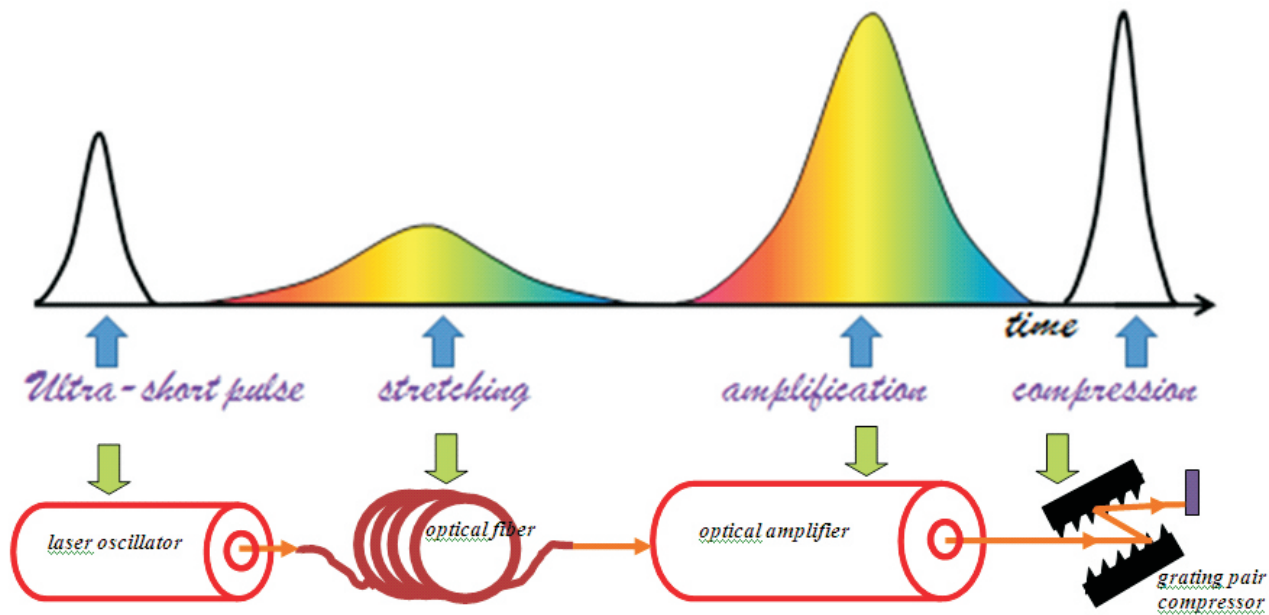 time
Ultra-short pulse
stretching
amplification
compression
laser oscillator
optical fiber
optical amplifier
grating pair
compressor